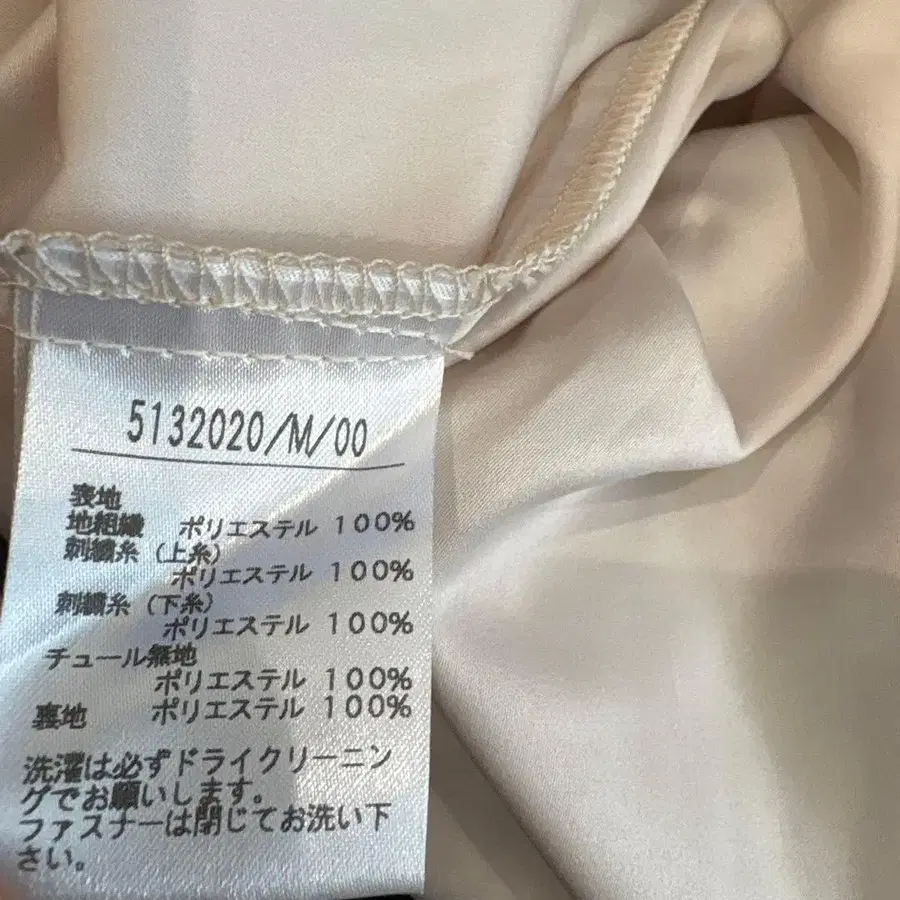 5132020/M/00
表地
地組織 ポリエステル 100%
刺繍糸(上糸)
ポリエステル 100%
刺繍糸(下糸)
ポリエステル 100%
チュール無地
ポリエステル 100%
裏地 ポリエステル 100%
洗濯は必ずドライクリーニン
グでお願いします。
ファスナーは閉じてお洗い下
さい。